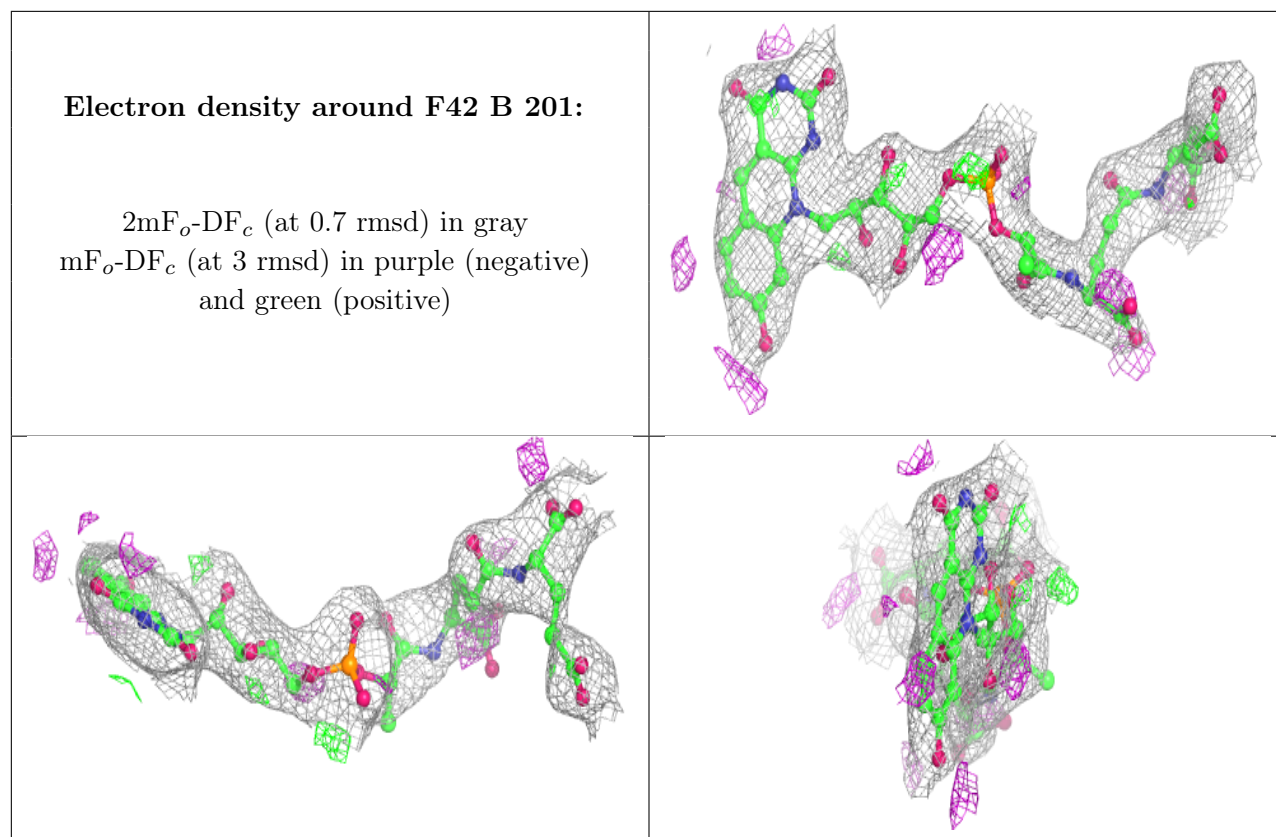 Electron density around F42 B 201:
2mFₒ-DF𝒸 (at 0.7 rmsd) in gray
mFₒ-DF𝒸 (at 3 rmsd) in purple (negative)
and green (positive)